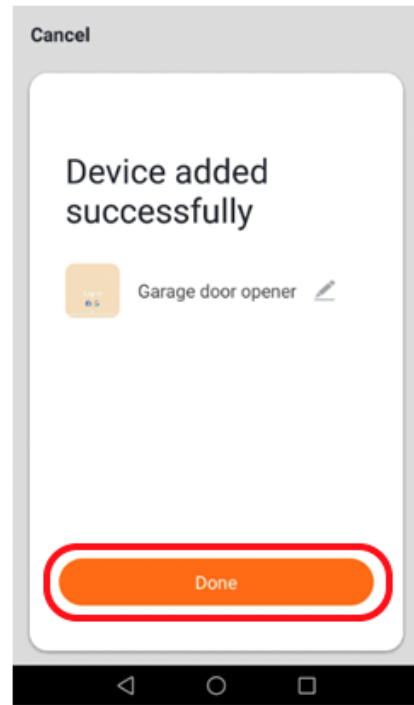 Cancel
Device added
successfully
Garage door opener
Done